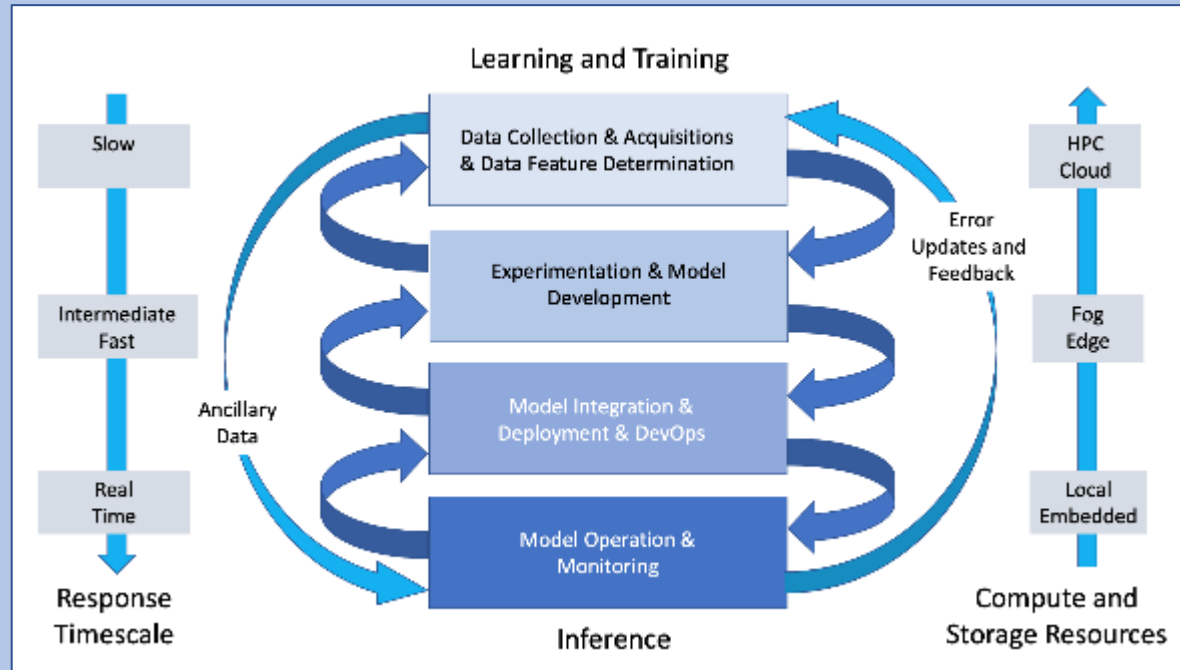 Learning and Training
Slow
Intermediate
Fast
Real
Time
Response
Timescale
Ancillary
Data
Data Collection & Acquisitions
& Data Feature Determination
Experimentation & Model
Development
Model Integration &
Deployment & DevOps
Model Operation &
Monitoring
Inference
Error
Updates and
Feedback
HPC
Cloud
Fog
Edge
Local
Embedded
Compute and
Storage Resources